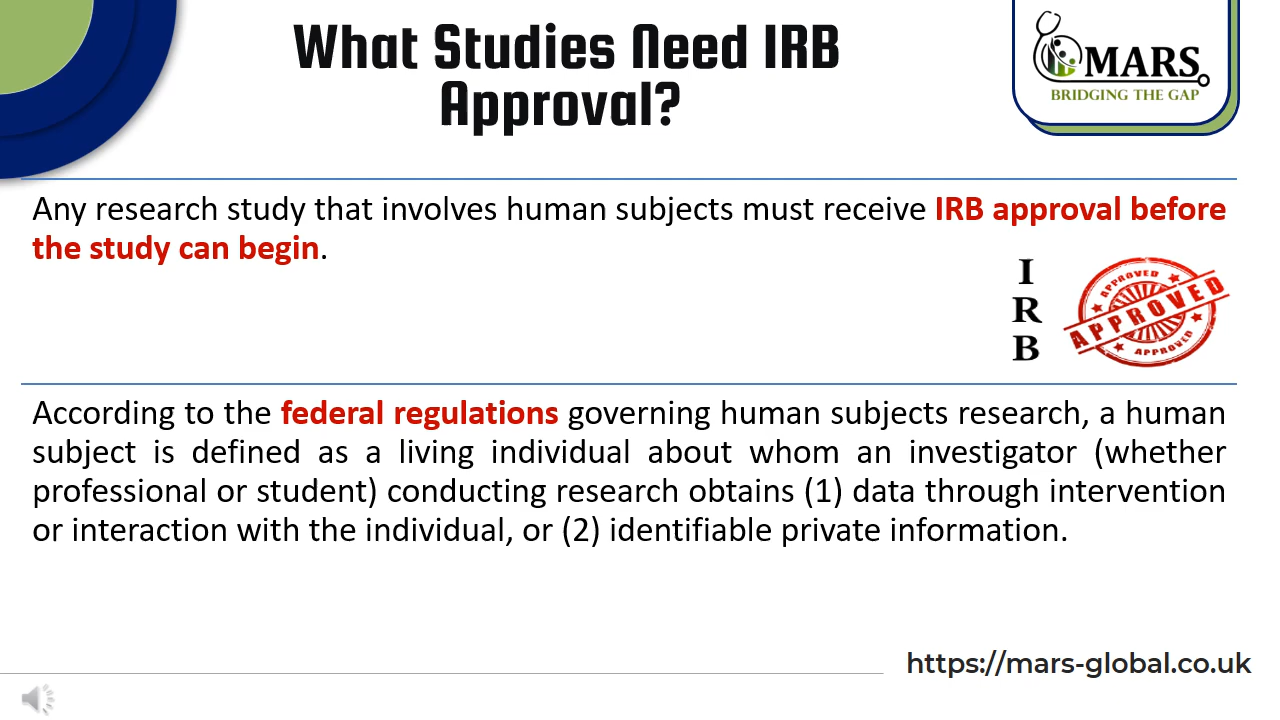 What Studies Need IRB
Approval?
MARS
BRIDGING THE GAP
Any research study that involves human subjects must receive IRB approval before
the study can begin.
I
R
B
APPROVED
APPROVED
APPROVED
According to the federal regulations governing human subjects research, a human
subject is defined as a living individual about whom an investigator (whether
professional or student) conducting research obtains (1) data through intervention
or interaction with the individual, or (2) identifiable private information.
https://mars-global.co.uk